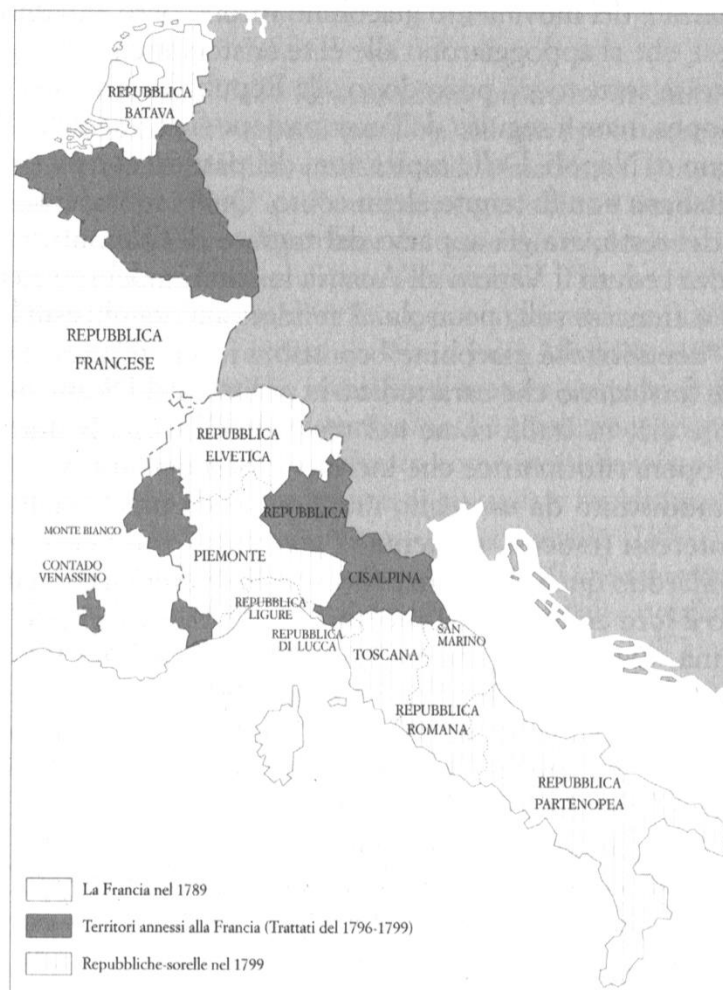 REPUBBLICA
BATAVA
REPUBBLICA
FRANCESE
REPUBBLICA
ELVETICA
REPUBBLICA
MONTE BIANCO
CONTADO
VENASSINO
PIEMONTE
CISALPINA
REPUBBLICA
LIGURE
REPUBBLICA
DI LUCCA
SAN
MARINO
TOSCANA
REPUBBLICA
ROMANA
REPUBBLICA
PARTENOPEA
La Francia nel 1789
Territori annessi alla Francia (Trattati del 1796-1799)
Repubbliche-sorelle nel 1799